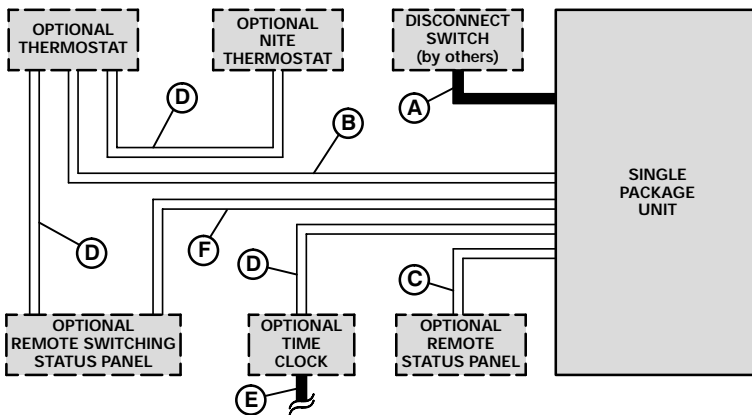 OPTIONAL
THERMOSTAT
OPTIONAL
NITE
THERMOSTAT
DISCONNECT
SWITCH
(by others)
A
D
B
SINGLE
PACKAGE
UNIT
D
F
D
C
OPTIONAL
REMOTE SWITCHING
STATUS PANEL
OPTIONAL
TIME
CLOCK
OPTIONAL
REMOTE
STATUS PANEL
E